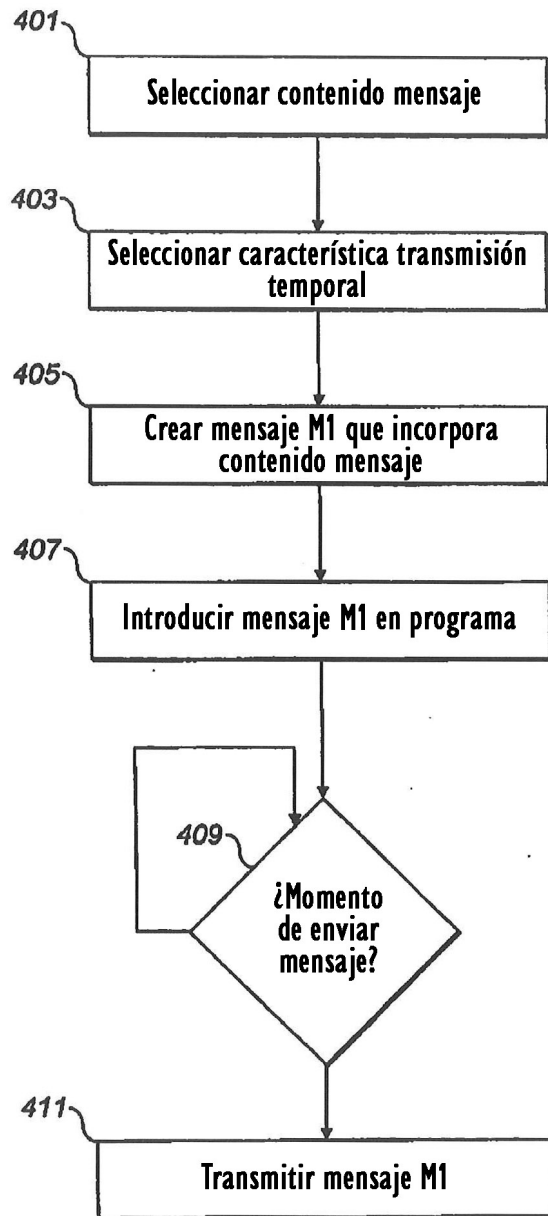 401
Seleccionar contenido mensaje
403
Seleccionar característica transmisión
temporal
405
Crear mensaje M1 que incorpora
contenido mensaje
407
Introducir mensaje M1 en programa
409
¿Momento
de enviar
mensaje?
411
Transmitir mensaje M1